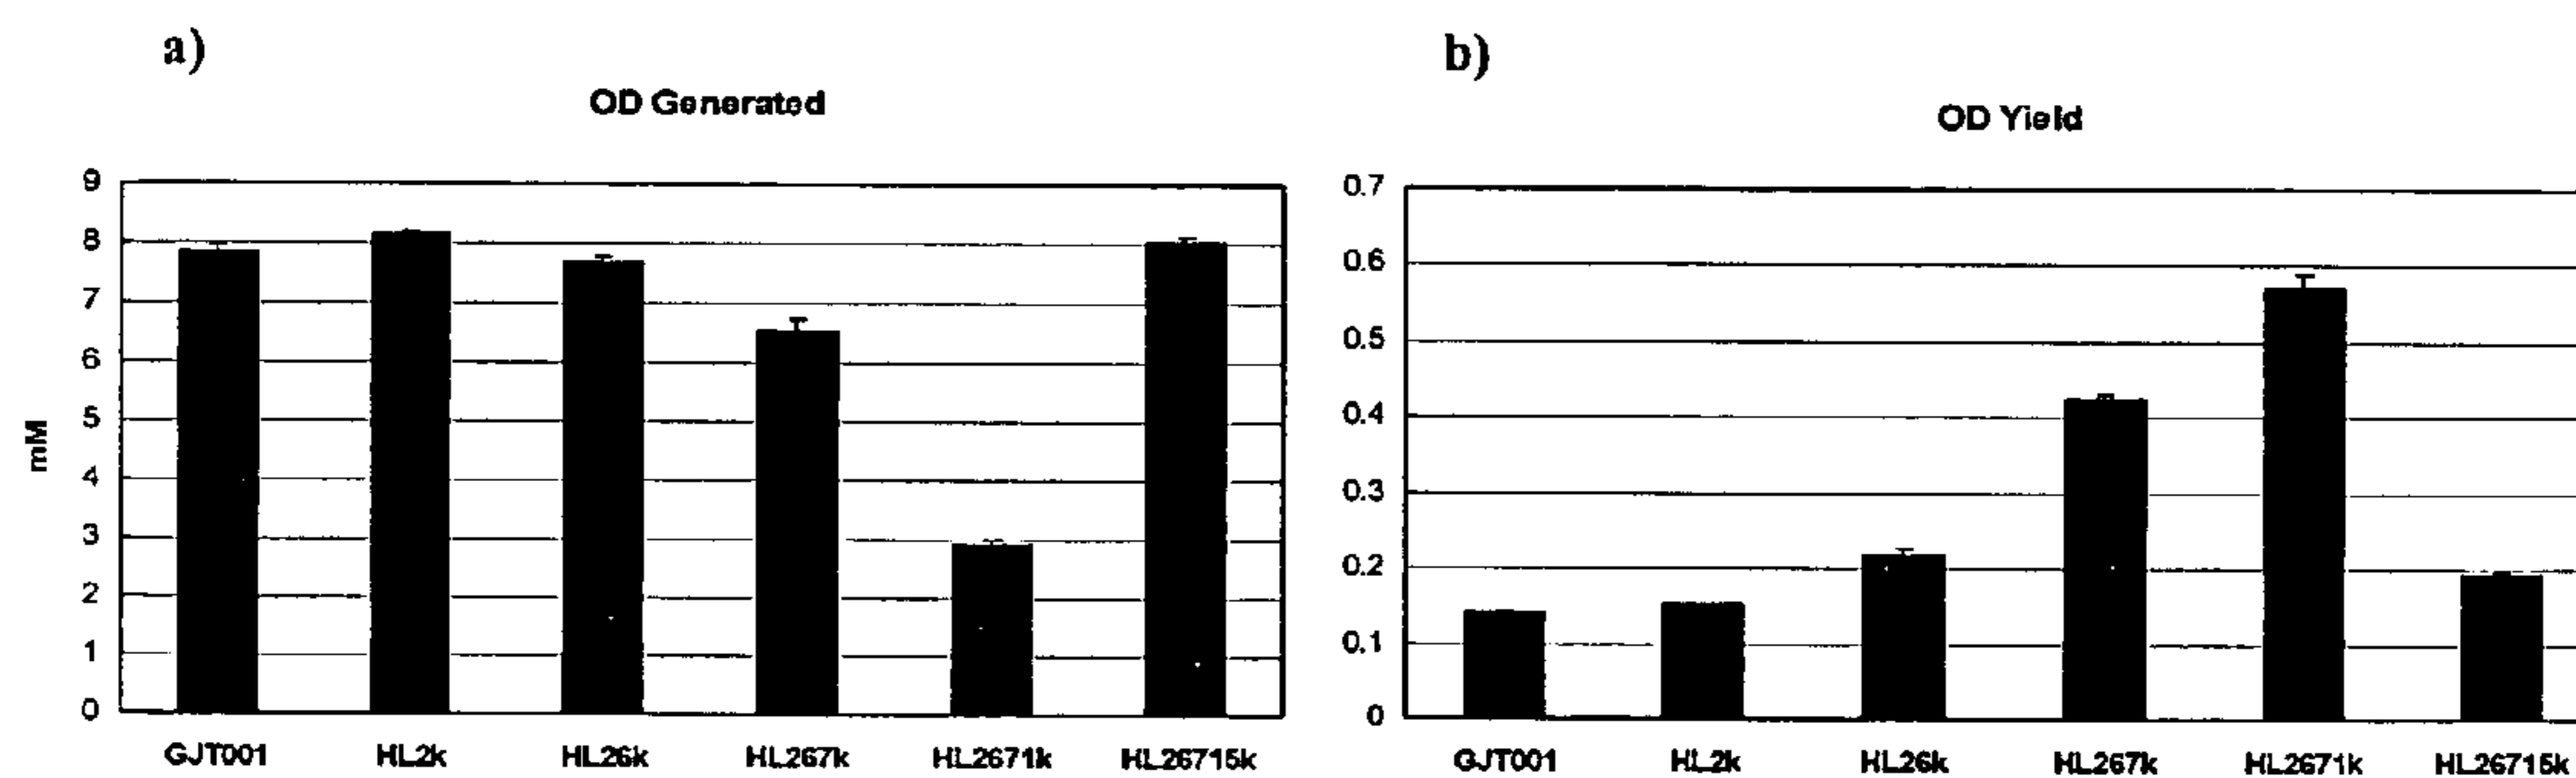 a)
OD Generated
9
8
7
6
5
4
3
2
1
0
mM
GJT001 HL2k HL26k HL267k HL2671k HL26715k
b)
OD Yield
0.7
0.6
0.5
0.4
0.3
0.2
0.1
0
GJT001 HL2k HL26k HL267k HL2671k HL26715k